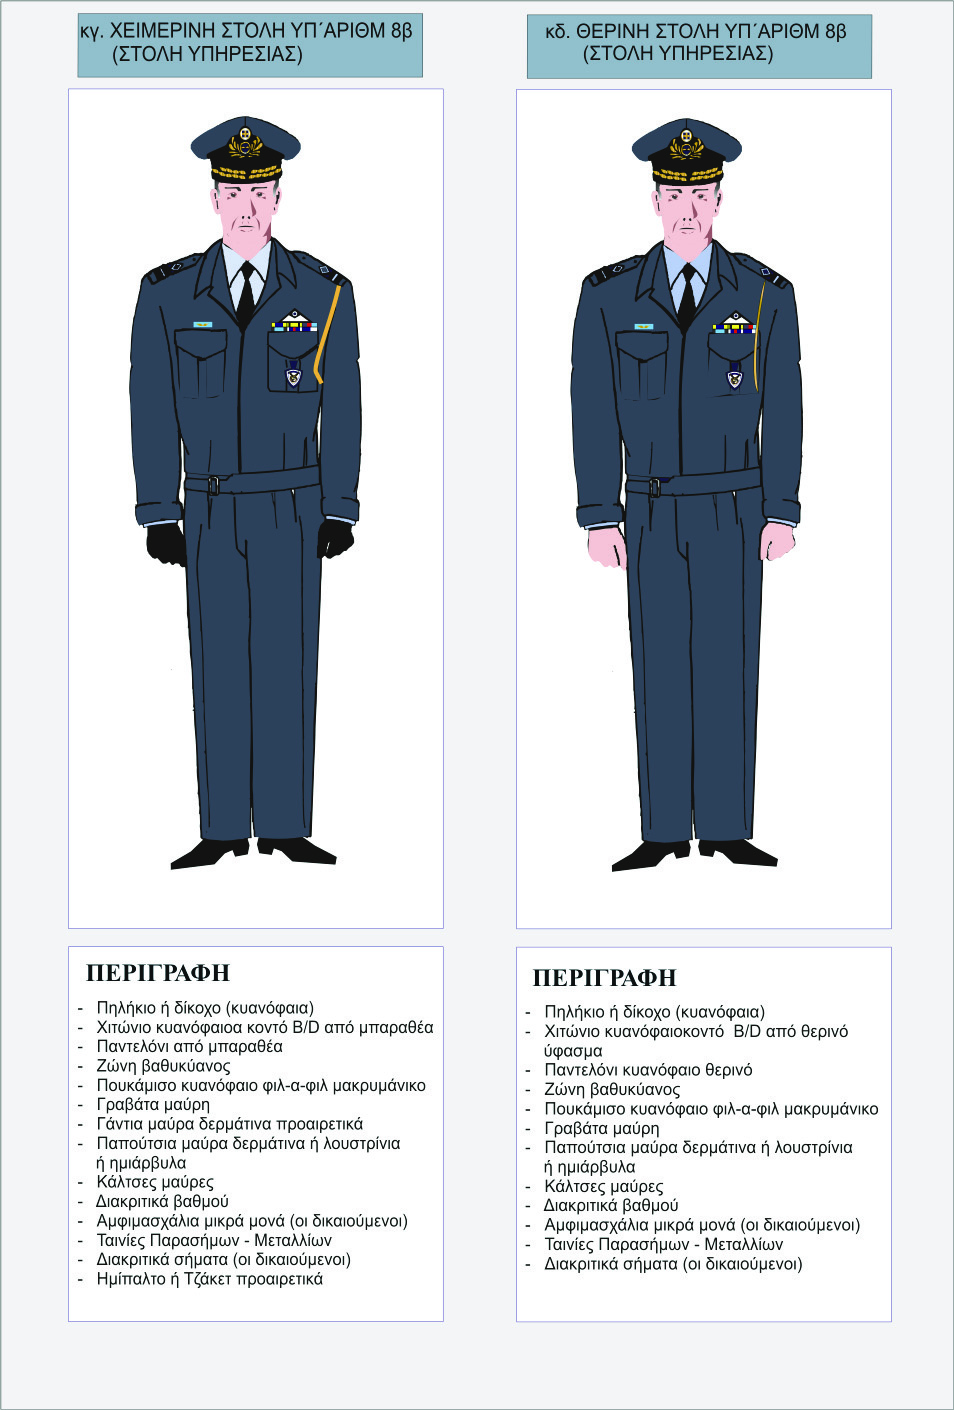 κγ. ΧΕΙΜΕΡΙΝΗ ΣΤΟΛΗ ΥΠ΄ΑΡΙΘΜ 8β
(ΣΤΟΛΗ ΥΠΗΡΕΣΙΑΣ)
ΠΕΡΙΓΡΑΦΗ
- Πηλήκιο ή δίκοχο (κυανόφαια)
- Χιτώνιο κυανόφαιοα κοντό B/D από μπαραθέα
- Παντελόνι από μπαραθέα
- Ζώνη βαθυκύανος
- Πουκάμισο κυανόφαιο φιλ-α-φιλ μακρυμάνικο
- Γραβάτα μαύρη
- Γάντια μαύρα δερμάτινα προαιρετικά
- Παπούτσια μαύρα δερμάτινα ή λουστρίνια
ή ημιάρβυλα
- Κάλτσες μαύρες
- Διακριτικά βαθμού
- Αμφιμασχάλια μικρά μονά (οι δικαιούμενοι)
- Ταινίες Παρασήμων - Μεταλλίων
- Διακριτικά σήματα (οι δικαιούμενοι)
- Ημίπαλτο ή Τζάκετ προαιρετικά
κδ. ΘΕΡΙΝΗ ΣΤΟΛΗ ΥΠ΄ΑΡΙΘΜ 8β
(ΣΤΟΛΗ ΥΠΗΡΕΣΙΑΣ)
ΠΕΡΙΓΡΑΦΗ
- Πηλήκιο ή δίκοχο (κυανόφαια)
- Χιτώνιο κυανόφαιοκοντό B/D από θερινό
ύφασμα
- Παντελόνι κυανόφαιο θερινό
- Ζώνη βαθυκύανος
- Πουκάμισο κυανόφαιο φιλ-α-φιλ μακρυμάνικο
- Γραβάτα μαύρη
- Παπούτσια μαύρα δερμάτινα ή λουστρίνια
ή ημιάρβυλα
- Κάλτσες μαύρες
- Διακριτικά βαθμού
- Αμφιμασχάλια μικρά μονά (οι δικαιούμενοι)
- Ταινίες Παρασήμων - Μεταλλίων
- Διακριτικά σήματα (οι δικαιούμενοι)